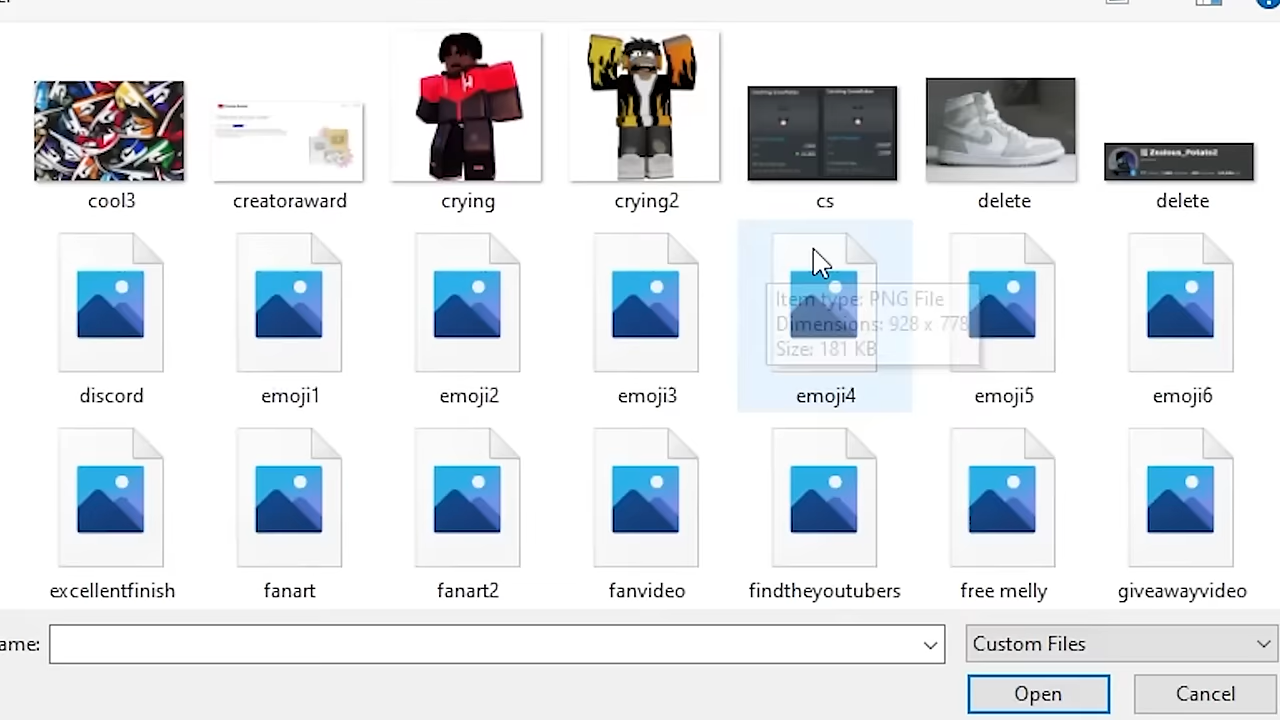 Zealous_Potato2
cool3
creatoraward
crying
crying2
cs
delete
delete
Item type: PNG File
Dimensions: 928 x 778
Size: 181 KB
discord
emoji1
emoji2
emoji3
emoji4
emoji5
emoji6
excellentfinish
fanart
fanart2
fanvideo
findtheyoutubers
free melly
giveawayvideo
ame:
Custom Files
Open
Cancel